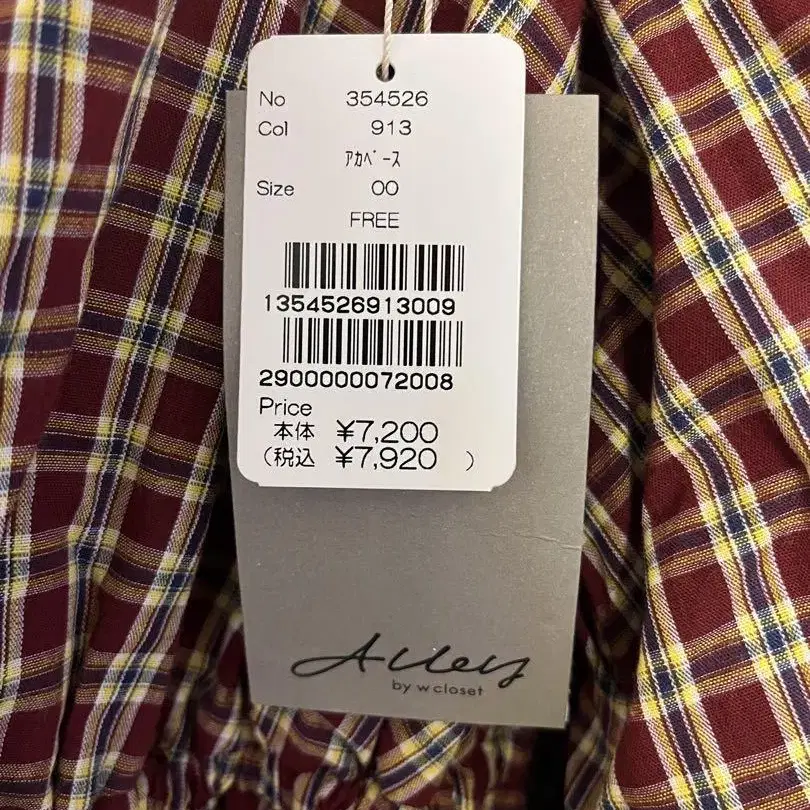 No 354526
Col 913
ｱｶﾍﾞｰｽ
Size 00
FREE
1354526913009
2900000072008
Price
本体 ¥7,200
(税込 ¥7,920 )
Alley
by w closet